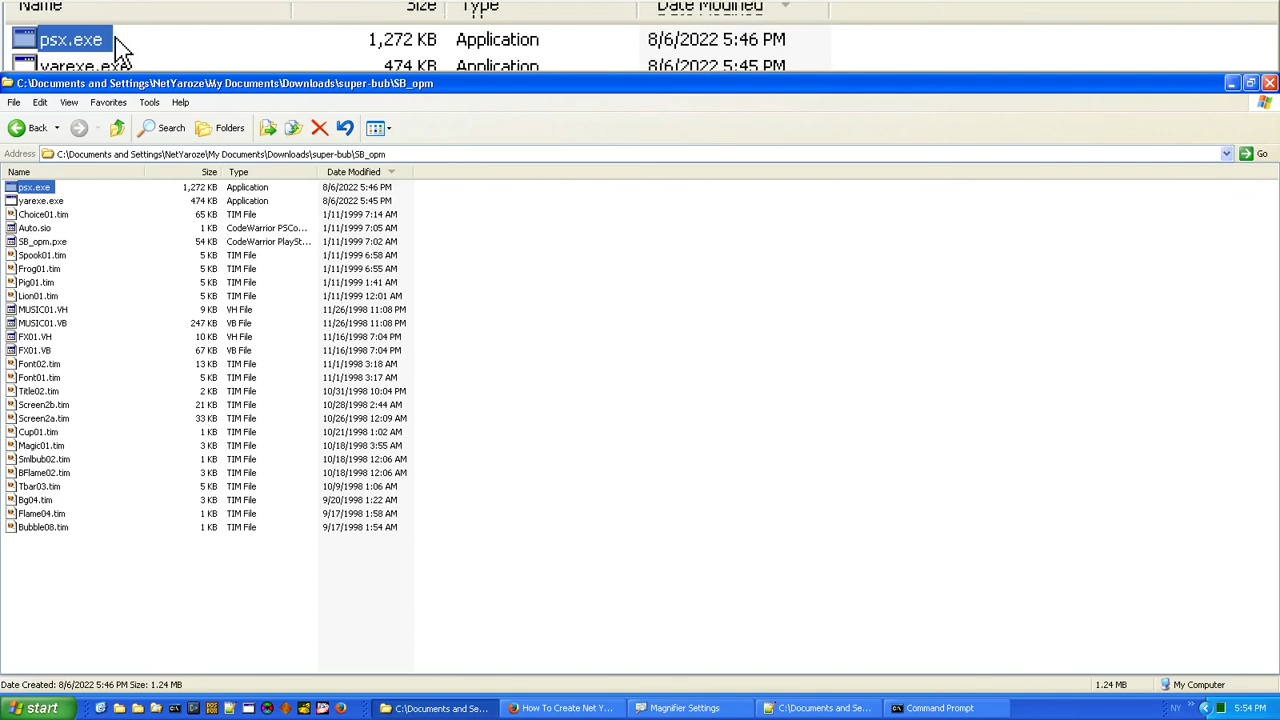 Name Size Type Date Modified
psx.exe 1,272 KB Application 8/6/2022 5:46 PM
yarexe.exe 474 KB Application 8/6/2022 5:45 PM
C:\Documents and Settings\NetYaroze\My Documents\Downloads\super-bub\SB_opm
File Edit View Favorites Tools Help
Back Search Folders
Address C:\Documents and Settings\NetYaroze\My Documents\Downloads\super-bub\SB_opm Go
Name Size Type Date Modified
psx.exe 1,272 KB Application 8/6/2022 5:46 PM
yarexe.exe 474 KB Application 8/6/2022 5:45 PM
Choice01.tim 65 KB TIM File 1/11/1999 7:14 AM
Auto.sio 1 KB CodeWarrior PSCo... 1/11/1999 7:05 AM
SB_opm.pxe 54 KB CodeWarrior PlaySt... 1/11/1999 7:02 AM
Spook01.tim 5 KB TIM File 1/11/1999 6:58 AM
Frog01.tim 5 KB TIM File 1/11/1999 6:55 AM
Pig01.tim 5 KB TIM File 1/11/1999 1:41 AM
Lion01.tim 5 KB TIM File 1/11/1999 12:01 AM
MUSIC01.VH 9 KB VH File 11/26/1998 11:08 PM
MUSIC01.VB 247 KB VB File 11/26/1998 11:08 PM
FX01.VH 10 KB VH File 11/16/1998 7:04 PM
FX01.VB 67 KB VB File 11/16/1998 7:04 PM
Font02.tim 13 KB TIM File 11/1/1998 3:18 AM
Font01.tim 5 KB TIM File 11/1/1998 3:17 AM
Title02.tim 2 KB TIM File 10/31/1998 10:04 PM
Screen2b.tim 21 KB TIM File 10/28/1998 2:44 AM
Screen2a.tim 33 KB TIM File 10/26/1998 12:09 AM
Cup01.tim 1 KB TIM File 10/21/1998 1:02 AM
Magic01.tim 3 KB TIM File 10/18/1998 3:55 AM
Smlbub02.tim 1 KB TIM File 10/18/1998 12:06 AM
BFlame02.tim 3 KB TIM File 10/18/1998 12:06 AM
Tbar03.tim 5 KB TIM File 10/9/1998 1:06 AM
Bg04.tim 3 KB TIM File 9/20/1998 1:22 AM
Flame04.tim 1 KB TIM File 9/17/1998 1:58 AM
Bubble08.tim 1 KB TIM File 9/17/1998 1:54 AM
Date Created: 8/6/2022 5:46 PM Size: 1.24 MB 1.24 MB My Computer
start C:\Documents and Se... How To Create Net Y... Magnifier Settings C:\Documents and Se... Command Prompt NY 5:54 PM